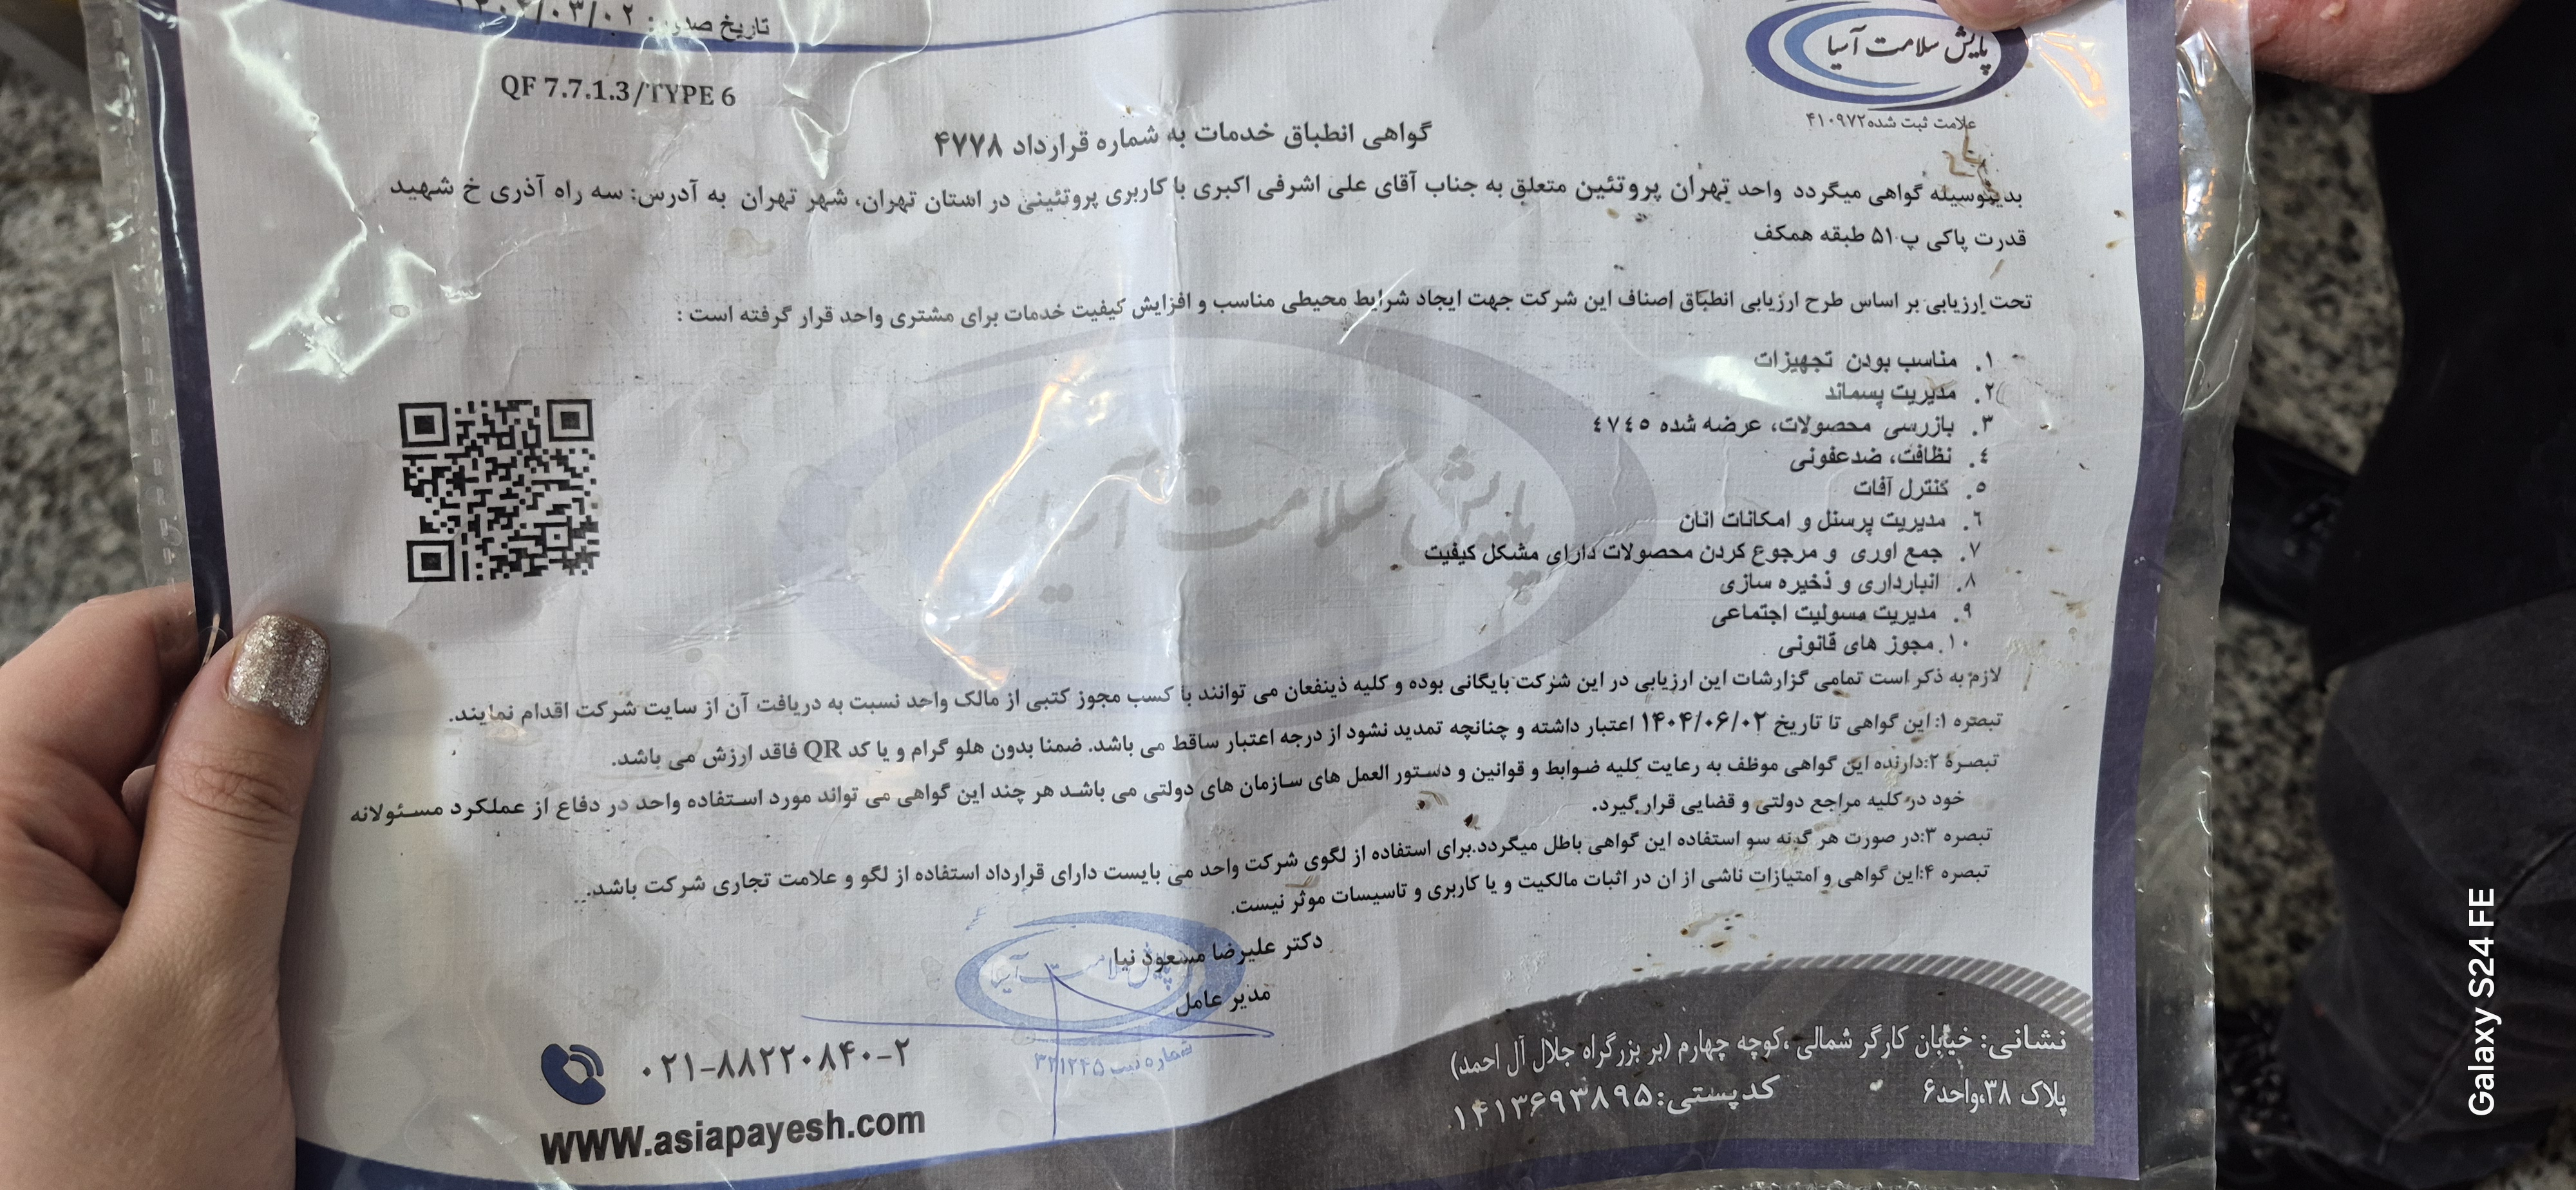 تاریخ صدور:
پایش سلامت آسیا
علامت ثبت شده۴۱۰۹۷۲
QF 7.7.1.3/TYPE 6
گواهی انطباق خدمات به شماره قرارداد ۴۷۷۸
بدینوسیله گواهی میگردد واحد تهران پروتئین متعلق به جناب آقای علی اشرفی اکبری با کاربری پروتئینی در استان تهران، شهر تهران به آدرس: سه راه آذری خ شهید
قدرت پاکی پ ۵۱ طبقه همکف
تحت ارزیابی بر اساس طرح ارزیابی انطباق اصناف این شرکت جهت ایجاد شرایط محیطی مناسب و افزایش کیفیت خدمات برای مشتری واحد قرار گرفته است :
۱. مناسب بودن تجهیزات
۲. مدیریت پسماند
۳. بازرسی محصولات، عرضه شده ٤٧٤٥
٤. نظافت، ضدعفونی
٥. کنترل آفات
٦. مدیریت پرسنل و امکانات انان
۷. جمع اوری و مرجوع کردن محصولات دارای مشکل کیفیت
۸. انبارداری و ذخیره سازی
۹. مدیریت مسولیت اجتماعی
۱۰. مجوز های قانونی
لازم به ذکر است تمامی گزارشات این ارزیابی در این شرکت بایگانی بوده و کلیه ذینفعان می توانند با کسب مجوز کتبی از مالک واحد نسبت به دریافت آن از سایت شرکت اقدام نمایند.
تبصره ۱: این گواهی تا تاریخ ۱۴۰۴/۰۶/۰۲ اعتبار داشته و چنانچه تمدید نشود از درجه اعتبار ساقط می باشد. ضمنا بدون هلو گرام و یا کد QR فاقد ارزش می باشد.
تبصره ۲:دارنده این گواهی موظف به رعایت کلیه ضوابط و قوانین و دستور العمل های سازمان های دولتی می باشد هر چند این گواهی می تواند مورد استفاده واحد در دفاع از عملکرد مسئولانه
خود در کلیه مراجع دولتی و قضایی قرار گیرد.
تبصره ۳:در صورت هر گونه سو استفاده این گواهی باطل میگردد.برای استفاده از لگوی شرکت واحد می بایست دارای قرارداد استفاده از لگو و علامت تجاری شرکت باشد.
تبصره ۴:این گواهی و امتیازات ناشی از ان در اثبات مالکیت و یا کاربری و تاسیسات موثر نیست.
دکتر علیرضا مسعود نیا
مدیر عامل
پایش سلامت آسیا
شماره ثبت ۳۲۱۲۴۵
۰۲۱-۸۸۲۲۰۸۴۰-۲
WWW.asiapayesh.com
نشانی: خیابان کارگر شمالی ،کوچه چهارم (بر بزرگراه جلال آل احمد)
پلاک ۳۸،واحد۶ کدپستی:۱۴۱۳۶۹۳۸۹۵
Galaxy S24 FE